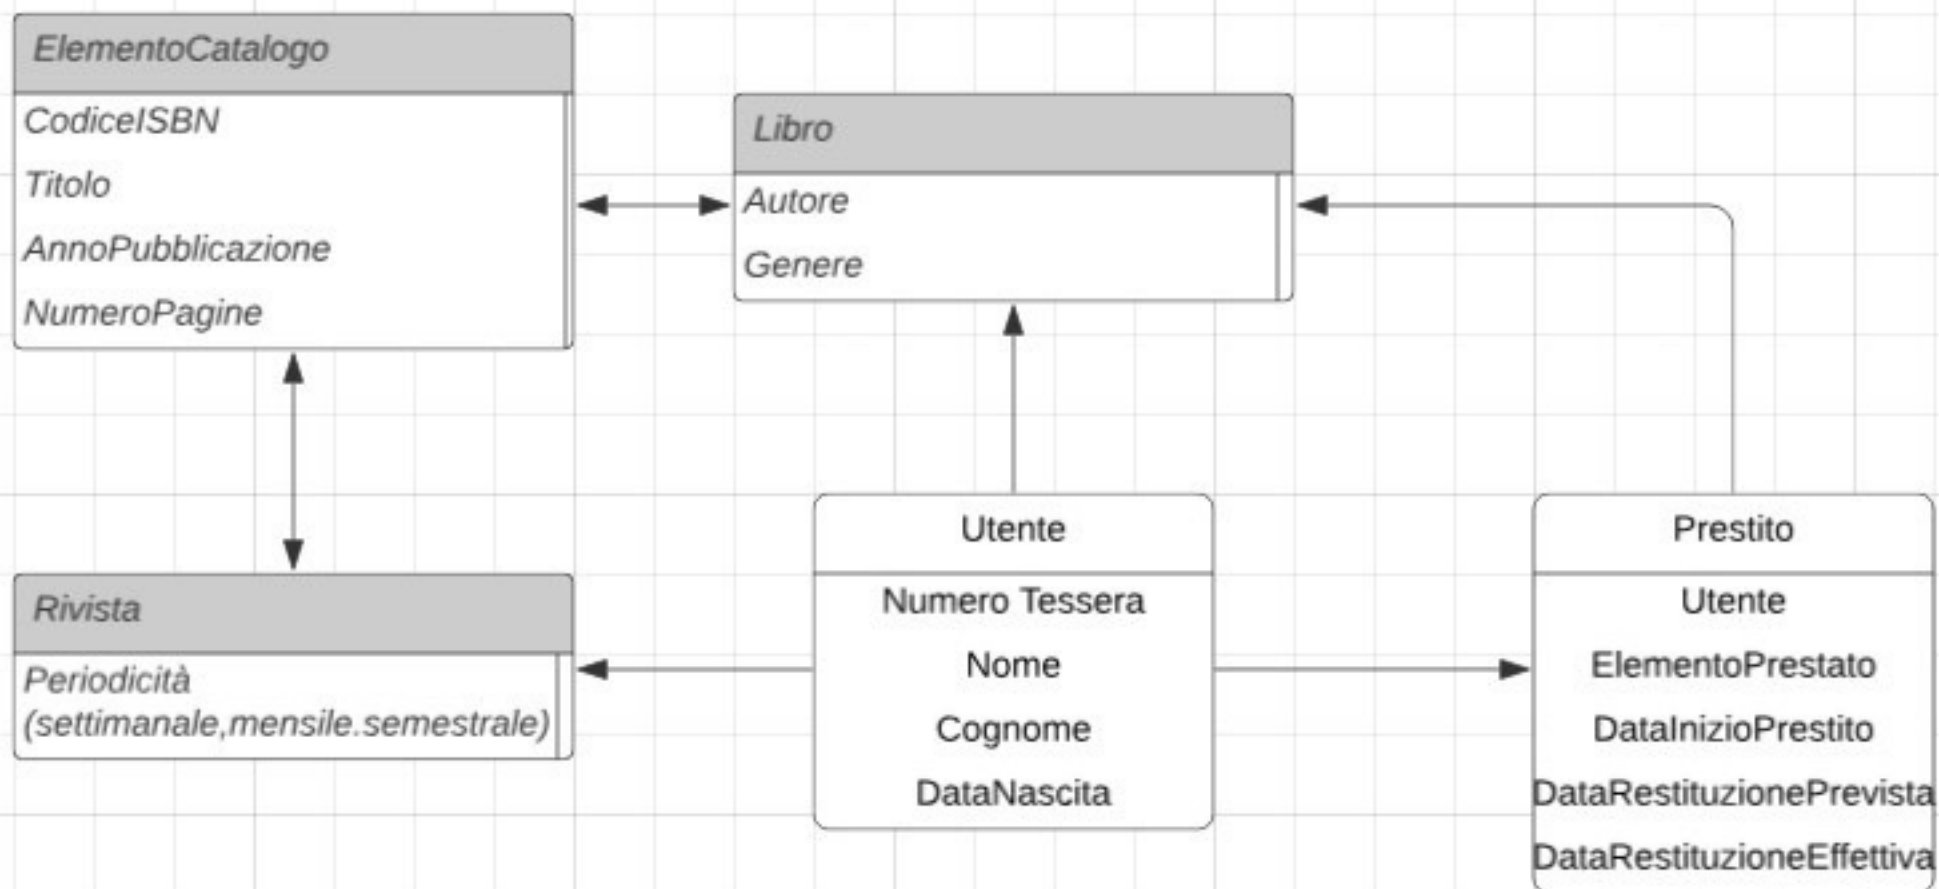 ElementoCatalogo
CodiceISBN
Titolo
AnnoPubblicazione
NumeroPagine
Libro
Autore
Genere
Rivista
Periodicità
(settimanale,mensile.semestrale)
Utente
Numero Tessera
Nome
Cognome
DataNascita
Prestito
Utente
ElementoPrestato
DataInizioPrestito
DataRestituzionePrevista
DataRestituzioneEffettiva